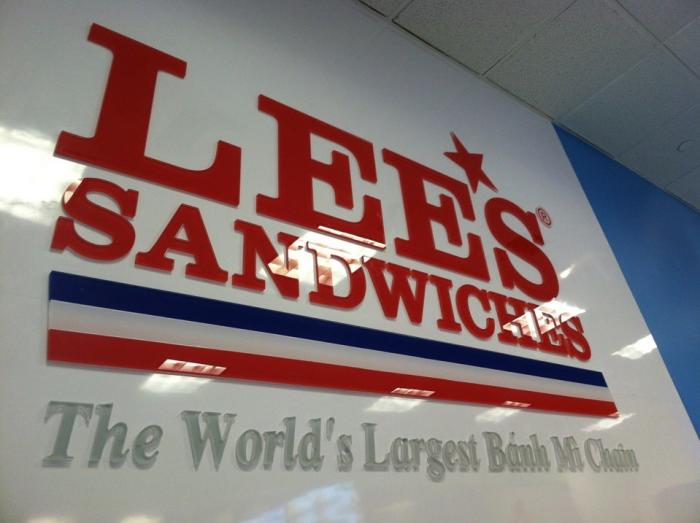 LEE★S
SANDWICHES
®
The World's Largest Bánh Mì Chain